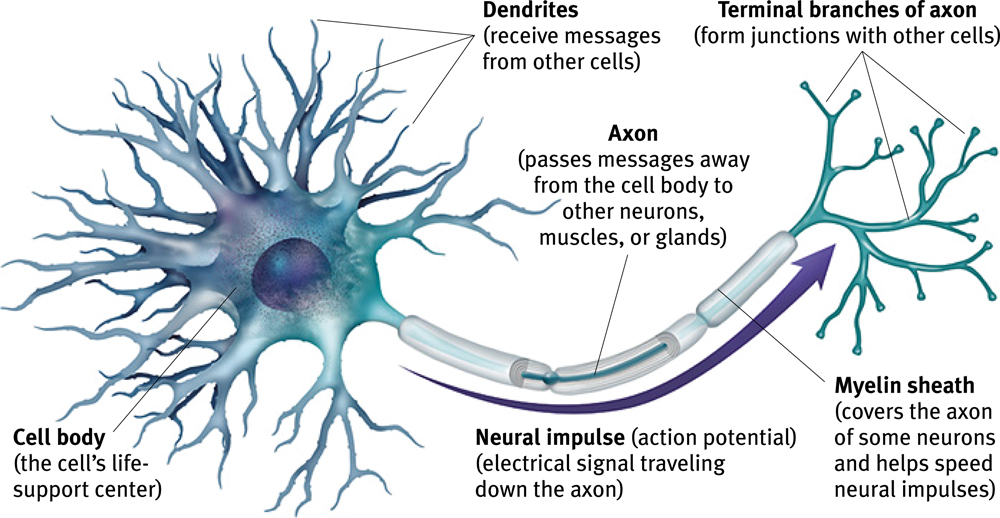 Dendrites
(receive messages
from other cells)
Terminal branches of axon
(form junctions with other cells)
Axon
(passes messages away
from the cell body to
other neurons,
muscles, or glands)
Myelin sheath
(covers the axon
of some neurons
and helps speed
neural impulses)
Cell body
(the cell’s life-
support center)
Neural impulse (action potential)
(electrical signal traveling
down the axon)